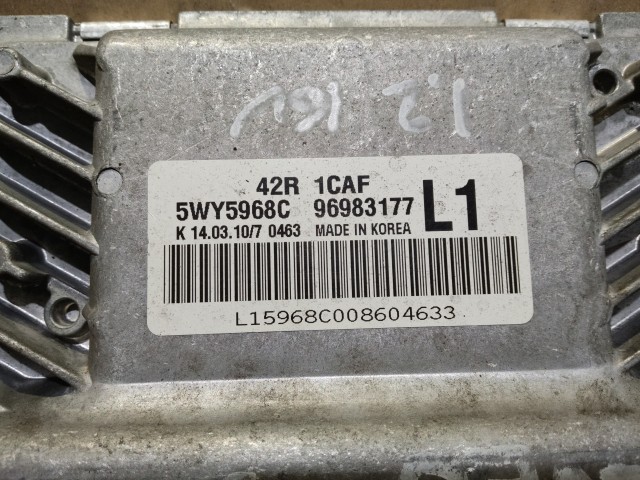 1.2 16V
42R 1CAF
5WY5968C 96983177 L1
K 14.03.10/7 0463 MADE IN KOREA
L15968C008604633